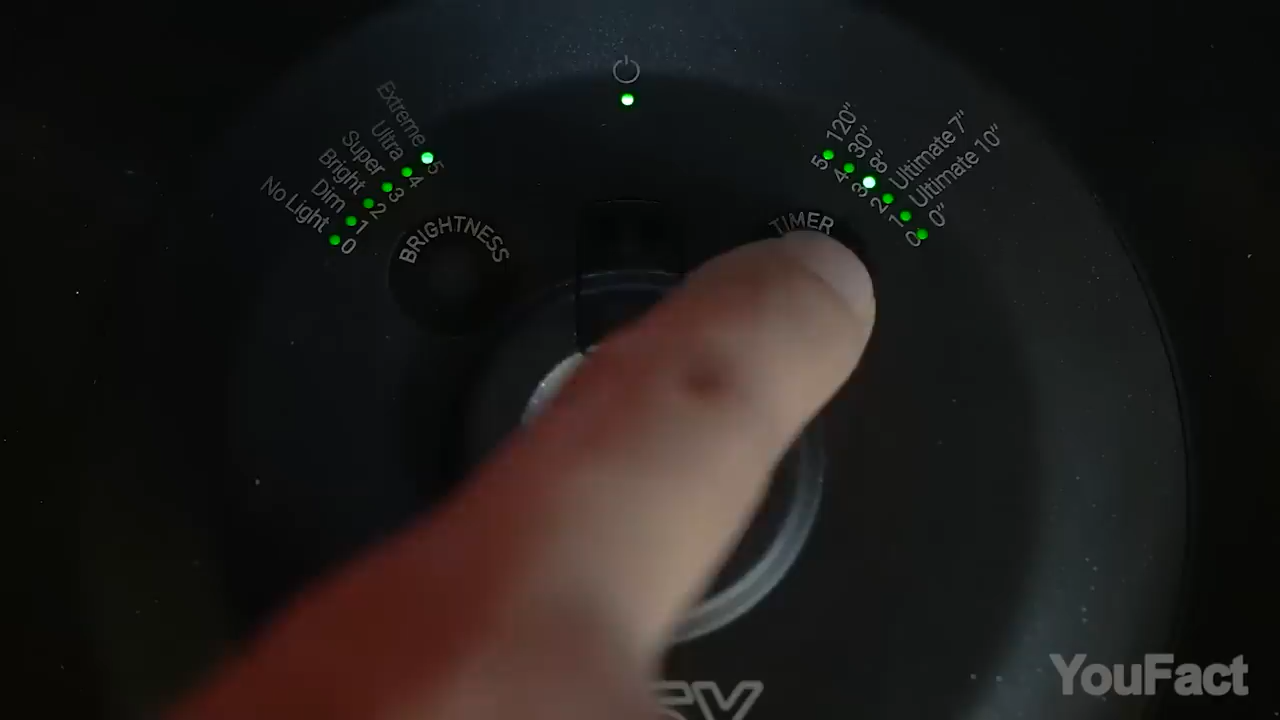 Extreme 5
Ultra 4
Super 3
Bright 2
Dim 1
No Light 0
BRIGHTNESS
TIMER
5 120"
4 30"
3 8"
2 Ultimate 7"
1 Ultimate 10"
0 0"
YouFact